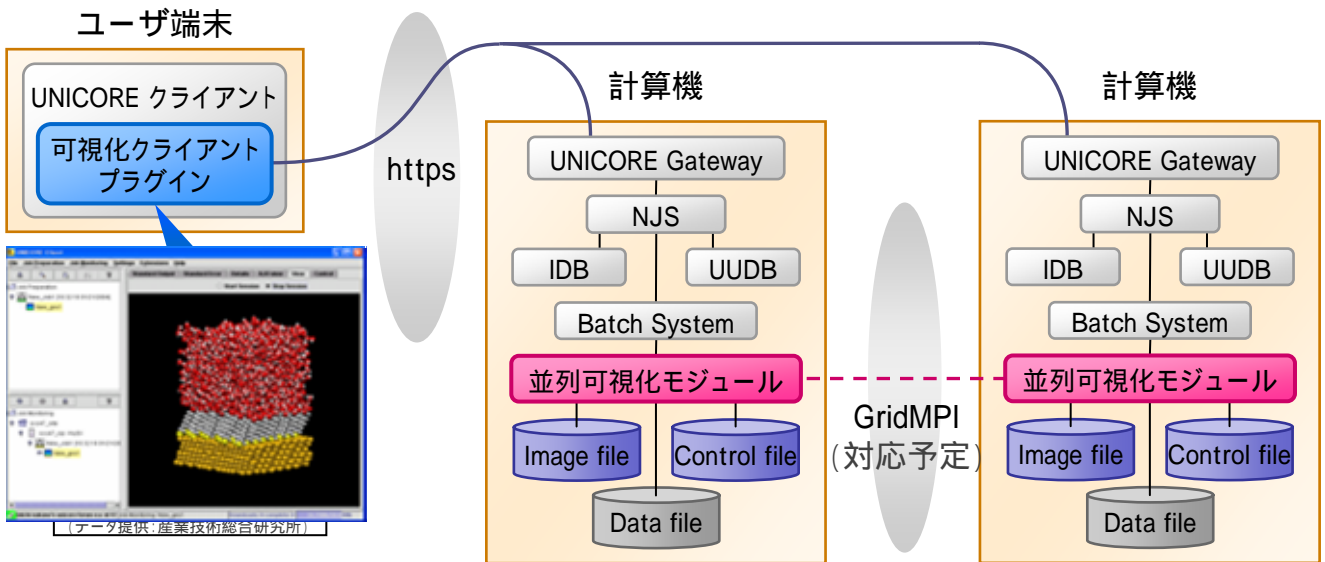 ユーザ端末
UNICORE クライアント
可視化クライアント
プラグイン
https
計算機
UNICORE Gateway
NJS
IDB
UUDB
Batch System
並列可視化モジュール
Image file
Control file
Data file
GridMPI
(対応予定)
計算機
UNICORE Gateway
NJS
IDB
UUDB
Batch System
並列可視化モジュール
Image file
Control file
Data file
(データ提供:産業技術総合研究所)